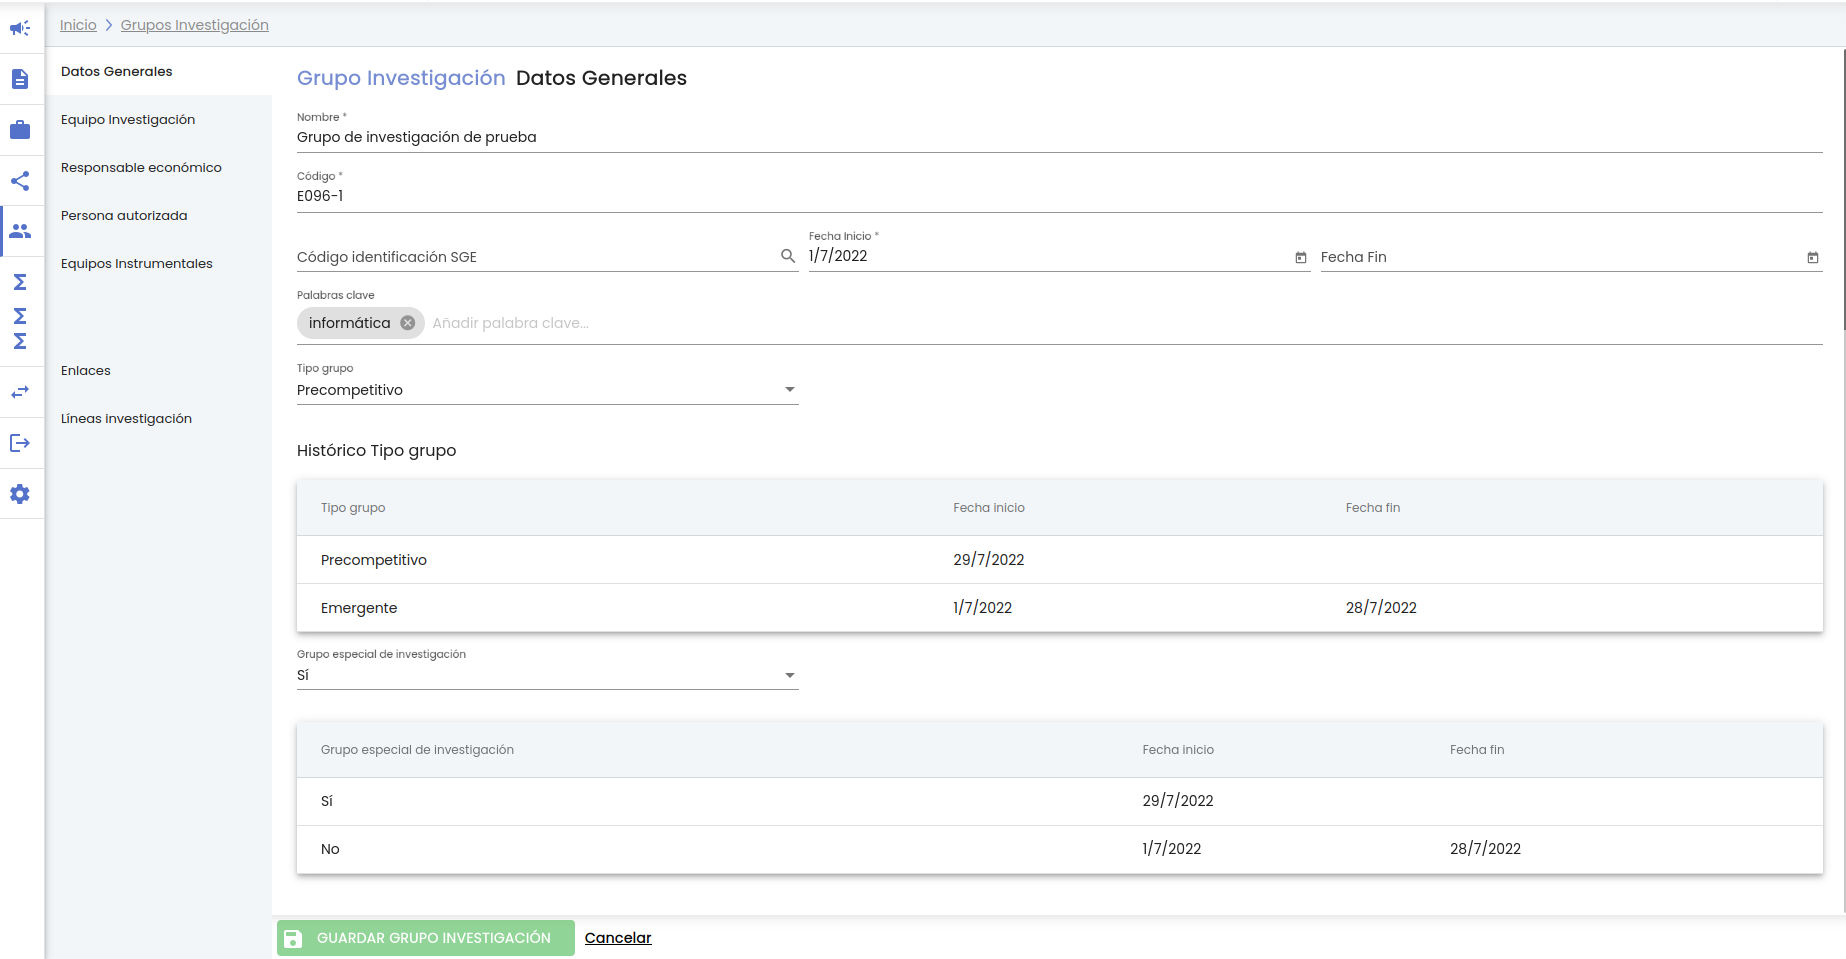 Inicio > Grupos Investigación
Datos Generales
Equipo Investigación
Responsable económico
Persona autorizada
Equipos Instrumentales
Enlaces
Líneas investigación
Grupo Investigación Datos Generales
Nombre *
Grupo de investigación de prueba
Código *
E096-1
Código identificación SGE
Fecha Inicio *
1/7/2022
Fecha Fin
Palabras clave
informática Añadir palabra clave...
Tipo grupo
Precompetitivo
Histórico Tipo grupo
Tipo grupo Fecha inicio Fecha fin
Precompetitivo 29/7/2022
Emergente 1/7/2022 28/7/2022
Grupo especial de investigación
Sí
Grupo especial de investigación Fecha inicio Fecha fin
Sí 29/7/2022
No 1/7/2022 28/7/2022
GUARDAR GRUPO INVESTIGACIÓN Cancelar